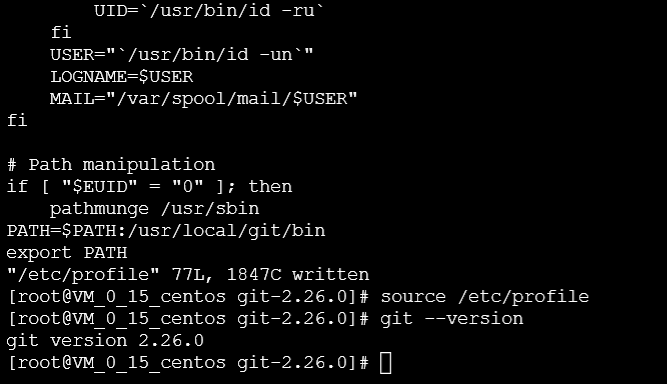 UID=`/usr/bin/id -ru`
    fi
    USER="`/usr/bin/id -un`"
    LOGNAME=$USER
    MAIL="/var/spool/mail/$USER"
fi

# Path manipulation
if [ "$EUID" = "0" ]; then
    pathmunge /usr/sbin
PATH=$PATH:/usr/local/git/bin
export PATH
"/etc/profile" 77L, 1847C written
[root@VM_0_15_centos git-2.26.0]# source /etc/profile
[root@VM_0_15_centos git-2.26.0]# git --version
git version 2.26.0
[root@VM_0_15_centos git-2.26.0]#